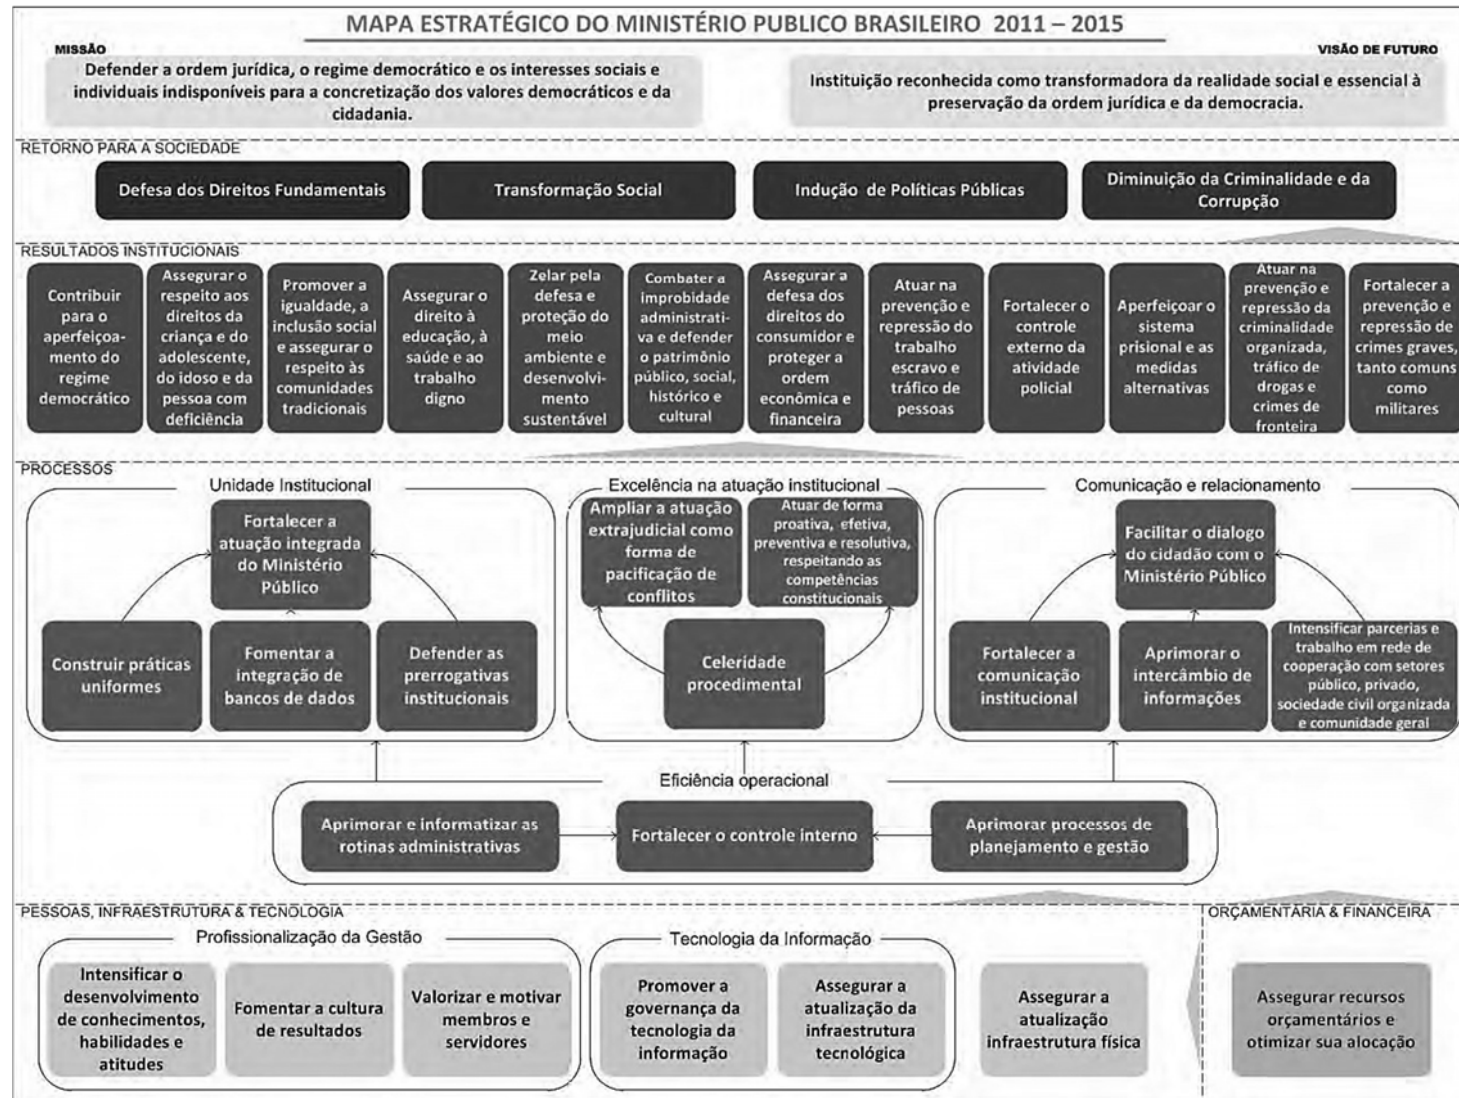 MAPA ESTRATÉGICO DO MINISTÉRIO PUBLICO BRASILEIRO 2011 – 2015
MISSÃO
Defender a ordem jurídica, o regime democrático e os interesses sociais e
individuais indisponíveis para a concretização dos valores democráticos e da
cidadania.
VISÃO DE FUTURO
Instituição reconhecida como transformadora da realidade social e essencial à
preservação da ordem jurídica e da democracia.
RETORNO PARA A SOCIEDADE
Defesa dos Direitos Fundamentais
Transformação Social
Indução de Políticas Públicas
Diminuição da Criminalidade e da
Corrupção
RESULTADOS INSTITUCIONAIS
Contribuir
para o
aperfeiçoa-
mento do
regime
democrático
Assegurar o
respeito aos
direitos da
criança e do
adolescente,
do idoso e da
pessoa com
deficiência
Promover a
igualdade, a
inclusão social
e assegurar o
respeito às
comunidades
tradicionais
Assegurar o
direito à
educação, à
saúde e ao
trabalho
digno
Zelar pela
defesa e
proteção do
meio
ambiente e
desenvolvi-
mento
sustentável
Combater a
improbidade
administrati-
va e defender
o patrimônio
público, social,
histórico e
cultural
Assegurar a
defesa dos
direitos do
consumidor e
proteger a
ordem
econômica e
financeira
Atuar na
prevenção e
repressão do
trabalho
escravo e
tráfico de
pessoas
Fortalecer o
controle
externo da
atividade
policial
Aperfeiçoar o
sistema
prisional e as
medidas
alternativas
Atuar na
prevenção e
repressão da
criminalidade
organizada,
tráfico de
drogas e
crimes de
fronteira
Fortalecer a
prevenção e
repressão de
crimes graves,
tanto comuns
como
militares
PROCESSOS
Unidade Institucional
Fortalecer a
atuação integrada
do Ministério
Público
Construir práticas
uniformes
Fomentar a
integração de
bancos de dados
Defender as
prerrogativas
institucionais
Excelência na atuação institucional
Ampliar a atuação
extrajudicial como
forma de
pacificação de
conflitos
Atuar de forma
proativa, efetiva,
preventiva e resolutiva,
respeitando as
competências
constitucionais
Celeridade
procedimental
Comunicação e relacionamento
Facilitar o dialogo
do cidadão com o
Ministério Público
Fortalecer a
comunicação
institucional
Aprimorar o
intercâmbio de
informações
Intensificar parcerias e
trabalho em rede de
cooperação com setores
público, privado,
sociedade civil organizada
e comunidade geral
Eficiência operacional
Aprimorar e informatizar as
rotinas administrativas
Fortalecer o controle interno
Aprimorar processos de
planejamento e gestão
PESSOAS, INFRAESTRUTURA & TECNOLOGIA
Profissionalização da Gestão
Intensificar o
desenvolvimento
de conhecimentos,
habilidades e
atitudes
Fomentar a cultura
de resultados
Valorizar e motivar
membros e
servidores
Tecnologia da Informação
Promover a
governança da
tecnologia da
informação
Assegurar a
atualização da
infraestrutura
tecnológica
Assegurar a
atualização
infraestrutura física
ORÇAMENTÁRIA & FINANCEIRA
Assegurar recursos
orçamentários e
otimizar sua alocação